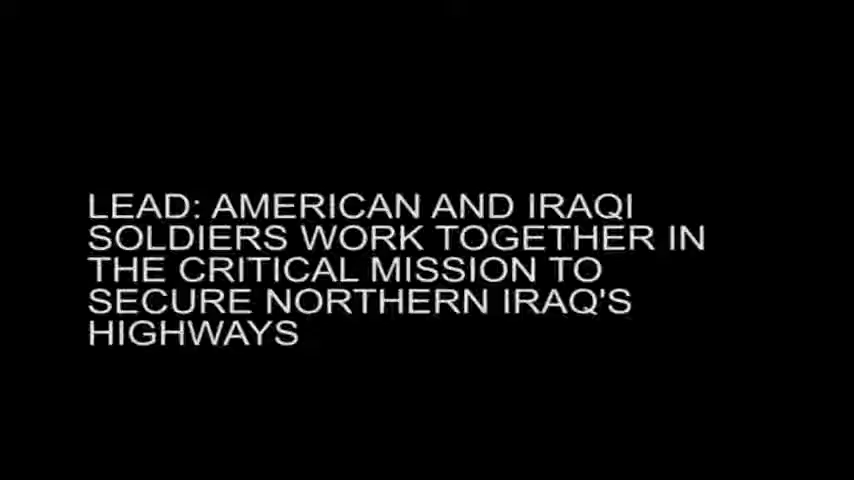 LEAD: AMERICAN AND IRAQI
SOLDIERS WORK TOGETHER IN
THE CRITICAL MISSION TO
SECURE NORTHERN IRAQ'S
HIGHWAYS